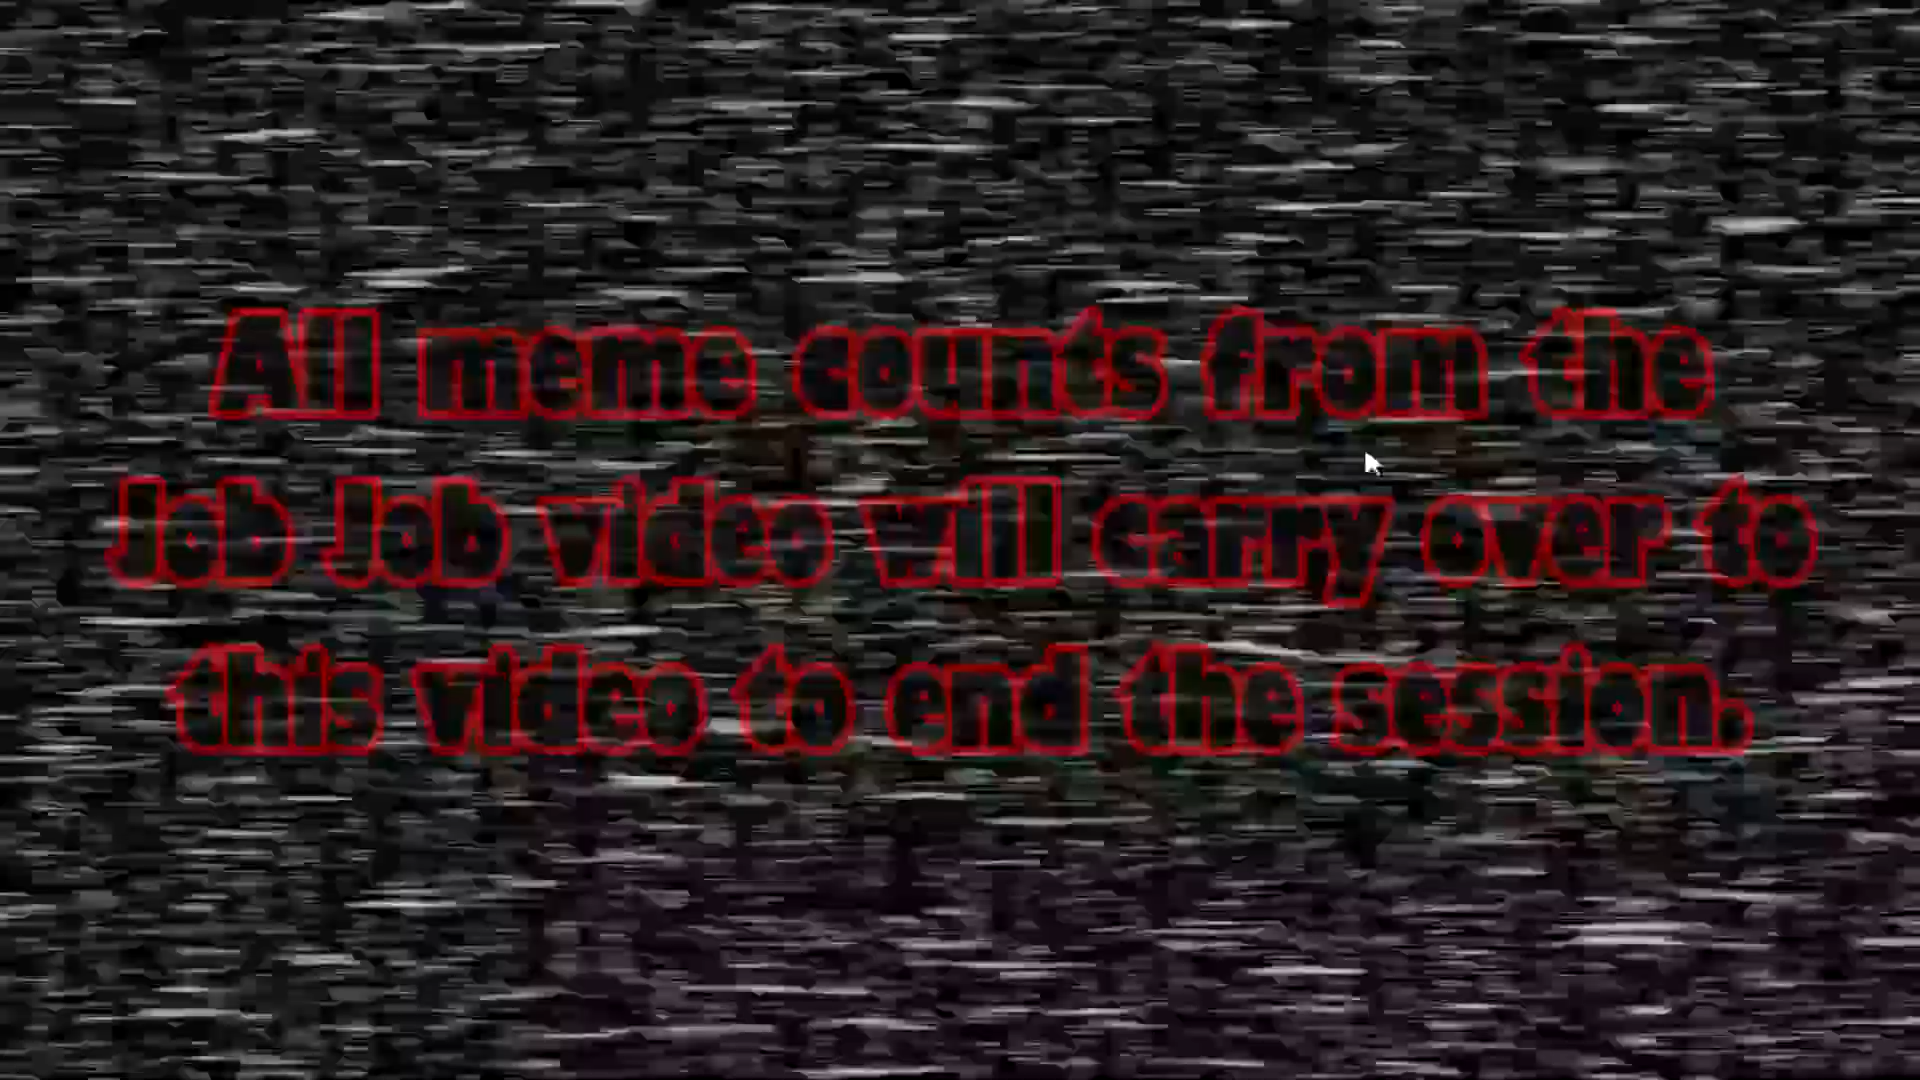 All meme counts from the
Job Job video will carry over to
this video to end the session.